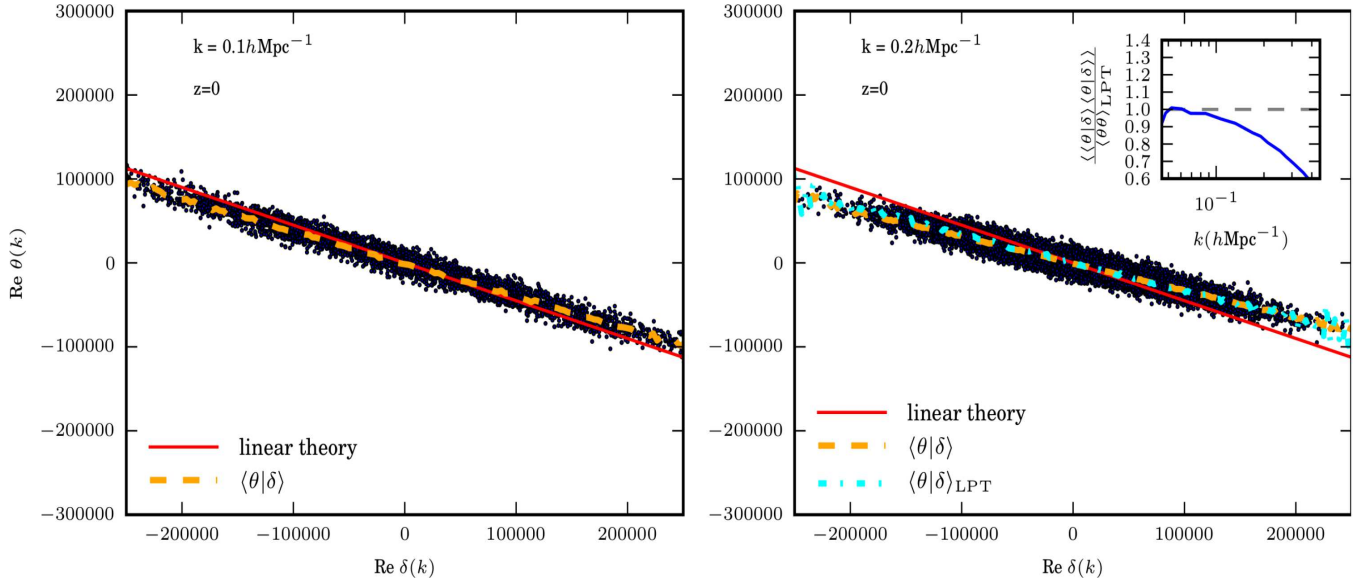 300000
200000
100000
0
−100000
−200000
−300000
Re θ(k)
k = 0.1hMpc⁻¹
z=0
linear theory
⟨θ|δ⟩
−200000 −100000 0 100000 200000
Re δ(k)
300000
200000
100000
0
−100000
−200000
−300000
k = 0.2hMpc⁻¹
z=0
⟨⟨θ|δ⟩⟨θ|δ⟩⟩
⟨θθ⟩LPT
1.4
1.3
1.2
1.1
1.0
0.9
0.8
0.7
0.6
10⁻¹
k(hMpc⁻¹)
linear theory
⟨θ|δ⟩
⟨θ|δ⟩LPT
−200000 −100000 0 100000 200000
Re δ(k)